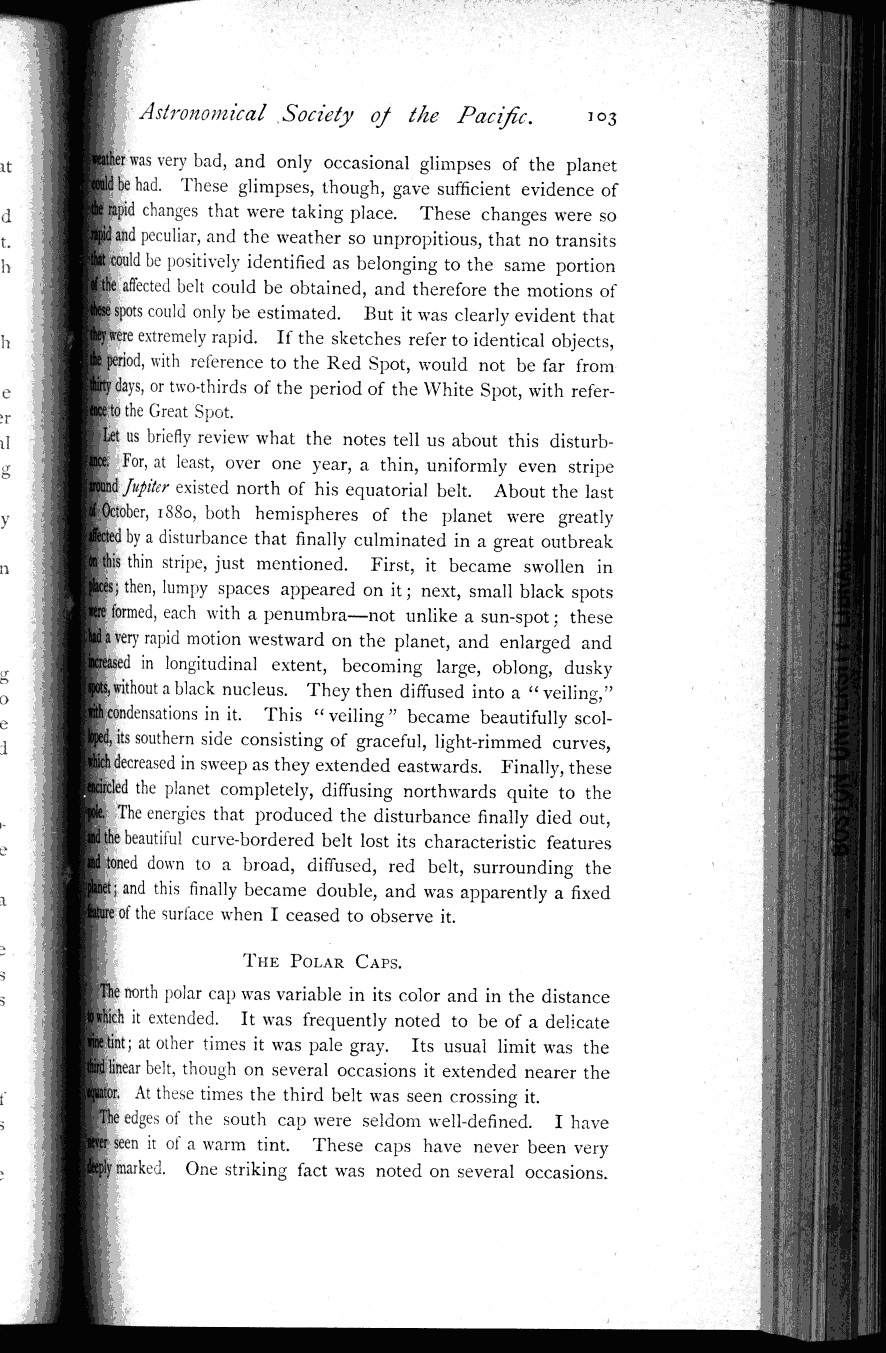 Astronomical Society of the Pacific. 103
weather was very bad, and only occasional glimpses of the planet
could be had. These glimpses, though, gave sufficient evidence of
the rapid changes that were taking place. These changes were so
rapid and peculiar, and the weather so unpropitious, that no transits
that could be positively identified as belonging to the same portion
of the affected belt could be obtained, and therefore the motions of
these spots could only be estimated. But it was clearly evident that
they were extremely rapid. If the sketches refer to identical objects,
the period, with reference to the Red Spot, would not be far from
thirty days, or two-thirds of the period of the White Spot, with refer-
ence to the Great Spot.
Let us briefly review what the notes tell us about this disturb-
ance. For, at least, over one year, a thin, uniformly even stripe
around Jupiter existed north of his equatorial belt. About the last
of October, 1880, both hemispheres of the planet were greatly
affected by a disturbance that finally culminated in a great outbreak
on this thin stripe, just mentioned. First, it became swollen in
places; then, lumpy spaces appeared on it; next, small black spots
were formed, each with a penumbra—not unlike a sun-spot; these
had a very rapid motion westward on the planet, and enlarged and
increased in longitudinal extent, becoming large, oblong, dusky
spots, without a black nucleus. They then diffused into a “veiling,”
with condensations in it. This “veiling” became beautifully scol-
loped, its southern side consisting of graceful, light-rimmed curves,
which decreased in sweep as they extended eastwards. Finally, these
encircled the planet completely, diffusing northwards quite to the
pole. The energies that produced the disturbance finally died out,
and the beautiful curve-bordered belt lost its characteristic features
and toned down to a broad, diffused, red belt, surrounding the
planet; and this finally became double, and was apparently a fixed
feature of the surface when I ceased to observe it.
THE POLAR CAPS.
The north polar cap was variable in its color and in the distance
to which it extended. It was frequently noted to be of a delicate
wine tint; at other times it was pale gray. Its usual limit was the
third linear belt, though on several occasions it extended nearer the
equator. At these times the third belt was seen crossing it.
The edges of the south cap were seldom well-defined. I have
never seen it of a warm tint. These caps have never been very
deeply marked. One striking fact was noted on several occasions.
BOSTON UNIVERSITY LIBRARIES